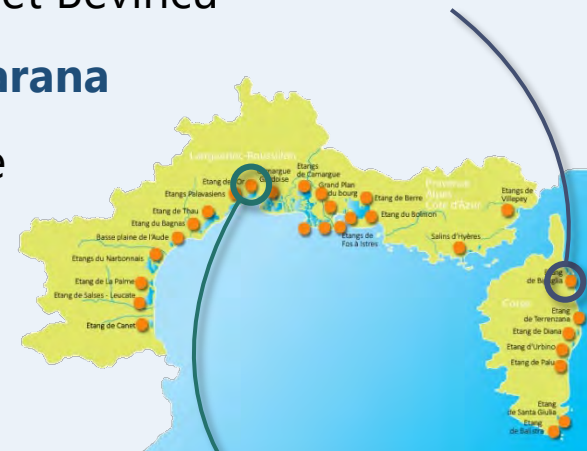 et Bevincu
arana
e
Languedoc-Roussillon
Etang de l'Or
Camargue
Gardoise
Etangs
de Camargue
Etangs Palavasiens
Grand Plan
du bourg
Etang de Berre
Provence
Alpes
Côte d'Azur
Etangs de
Villepey
Etang de Thau
Etang du Bagnas
Etang du Bolmon
Basse plaine de l'Aude
Etangs de
Fos à Istres
Salins d'Hyères
Etangs du Narbonnais
Etang de La Palme
Etang de Salses - Leucate
Etang de Canet
Etang
de Biguglia
Corse
Etang
de Terrenzana
Etang de Diana
Etang d'Urbino
Etang de Palu
Etang
de Santa Giulia
Etang
de Balistra